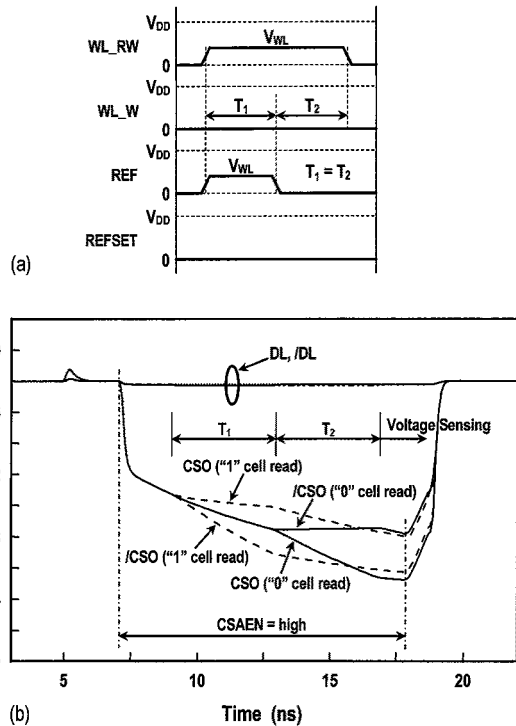 (a)
V_DD
WL_RW
V_WL
0
V_DD
WL_W
T_1
T_2
0
V_DD
REF
V_WL
T_1 = T_2
0
V_DD
REFSET
0
(b)
DL, /DL
T_1
T_2
Voltage Sensing
CSO ("1" cell read)
/CSO ("0" cell read)
/CSO ("1" cell read)
CSO ("0" cell read)
CSAEN = high
5
10
15
20
Time (ns)